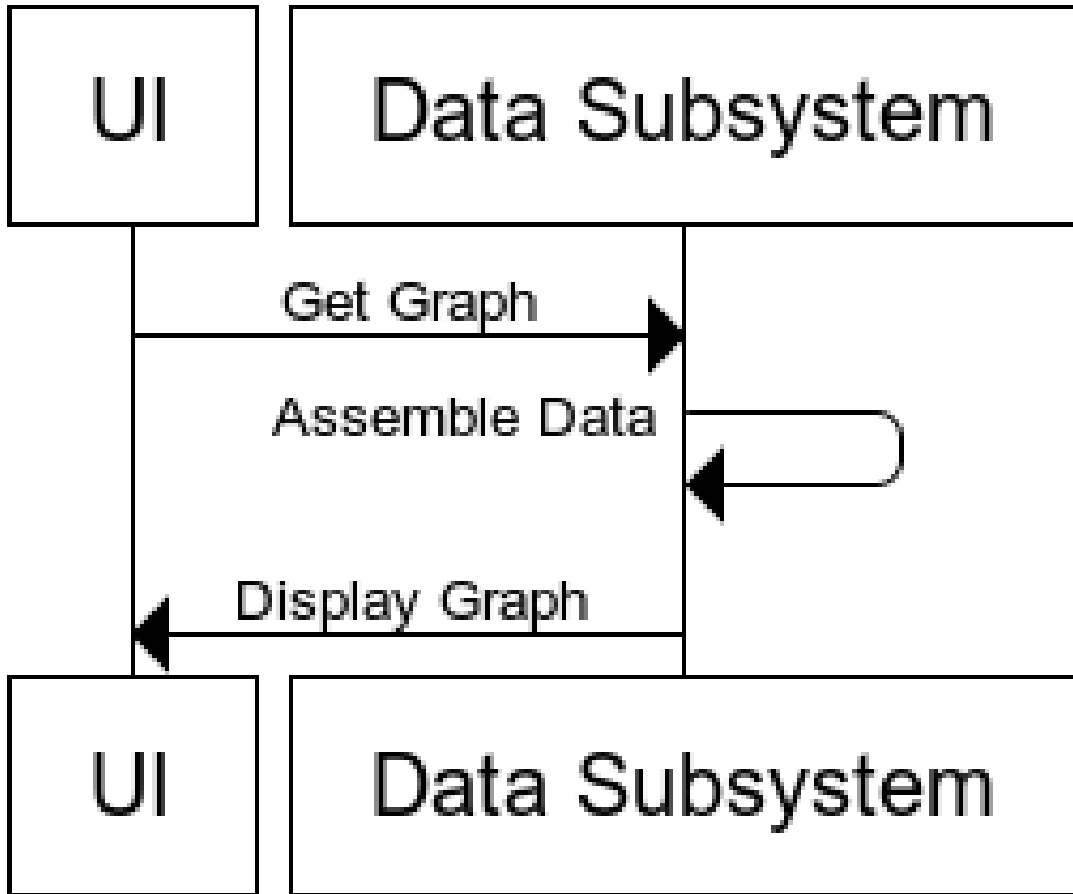 UI
Data Subsystem
Get Graph
Assemble Data
Display Graph
UI
Data Subsystem